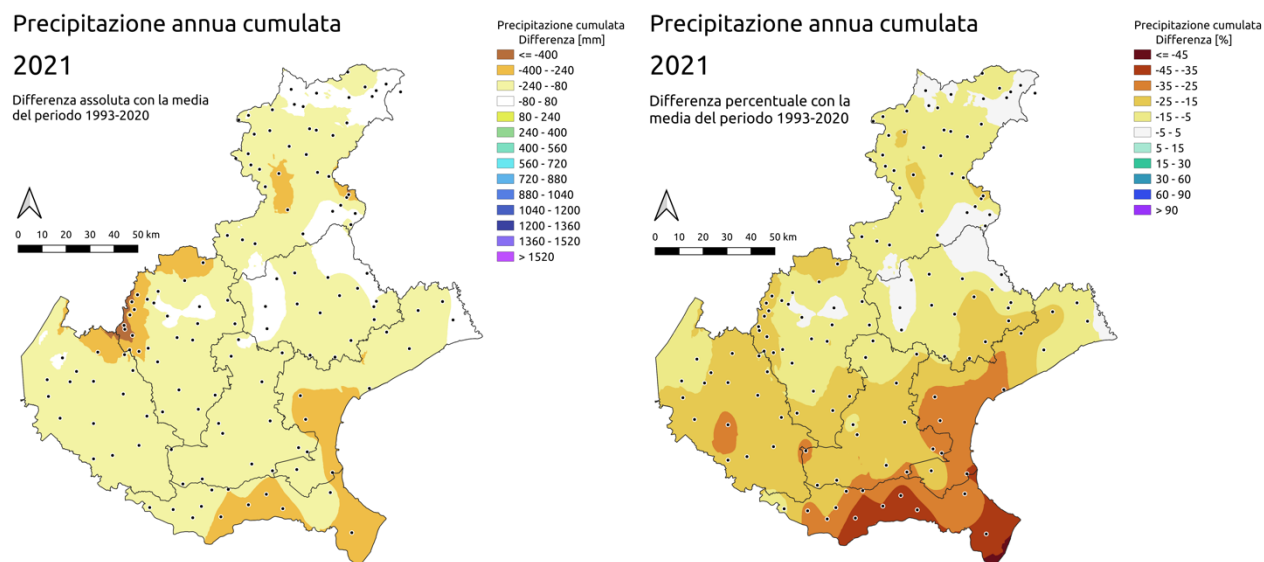 Precipitazione annua cumulata
2021
Differenza assoluta con la media
del periodo 1993-2020
0 10 20 30 40 50 km
Precipitazione cumulata
Differenza [mm]
<= -400
-400 - -240
-240 - -80
-80 - 80
80 - 240
240 - 400
400 - 560
560 - 720
720 - 880
880 - 1040
1040 - 1200
1200 - 1360
1360 - 1520
> 1520
Precipitazione annua cumulata
2021
Differenza percentuale con la
media del periodo 1993-2020
0 10 20 30 40 50 km
Precipitazione cumulata
Differenza [%]
<= -45
-45 - -35
-35 - -25
-25 - -15
-15 - -5
-5 - 5
5 - 15
15 - 30
30 - 60
60 - 90
> 90